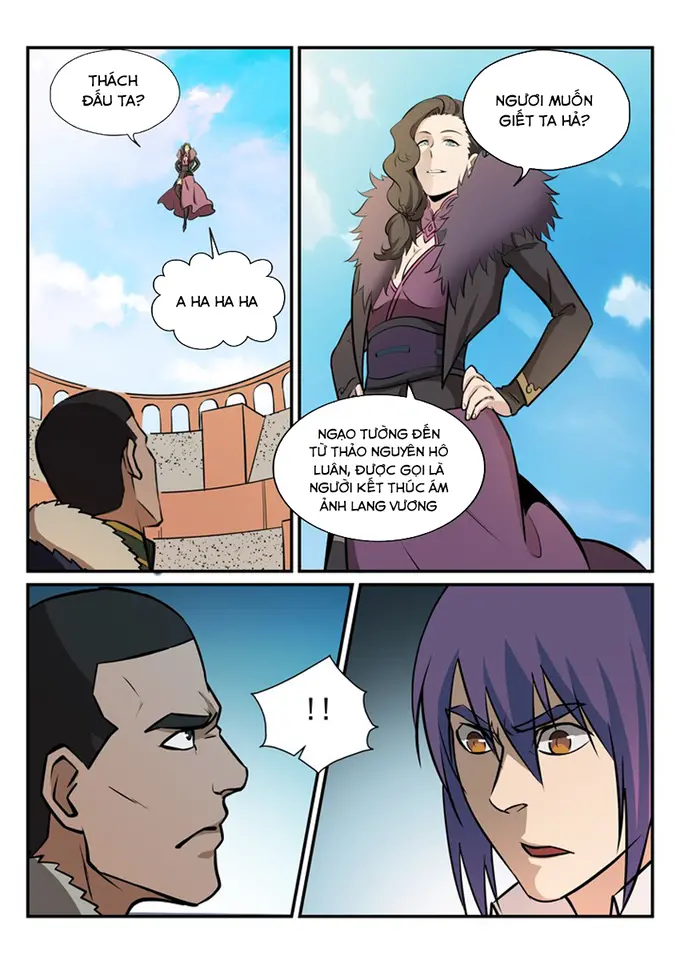 THÁCH
ĐẤU TA?
A HA HA HA
NGƯƠI MUỐN
GIẾT TA HẢ?
NGẠO TƯỜNG ĐẾN
TỪ THẢO NGUYÊN HÔ
LUÂN, ĐƯỢC GỌI LÀ
NGƯỜI KẾT THÚC ÁM
ẢNH LANG VƯƠNG
!!